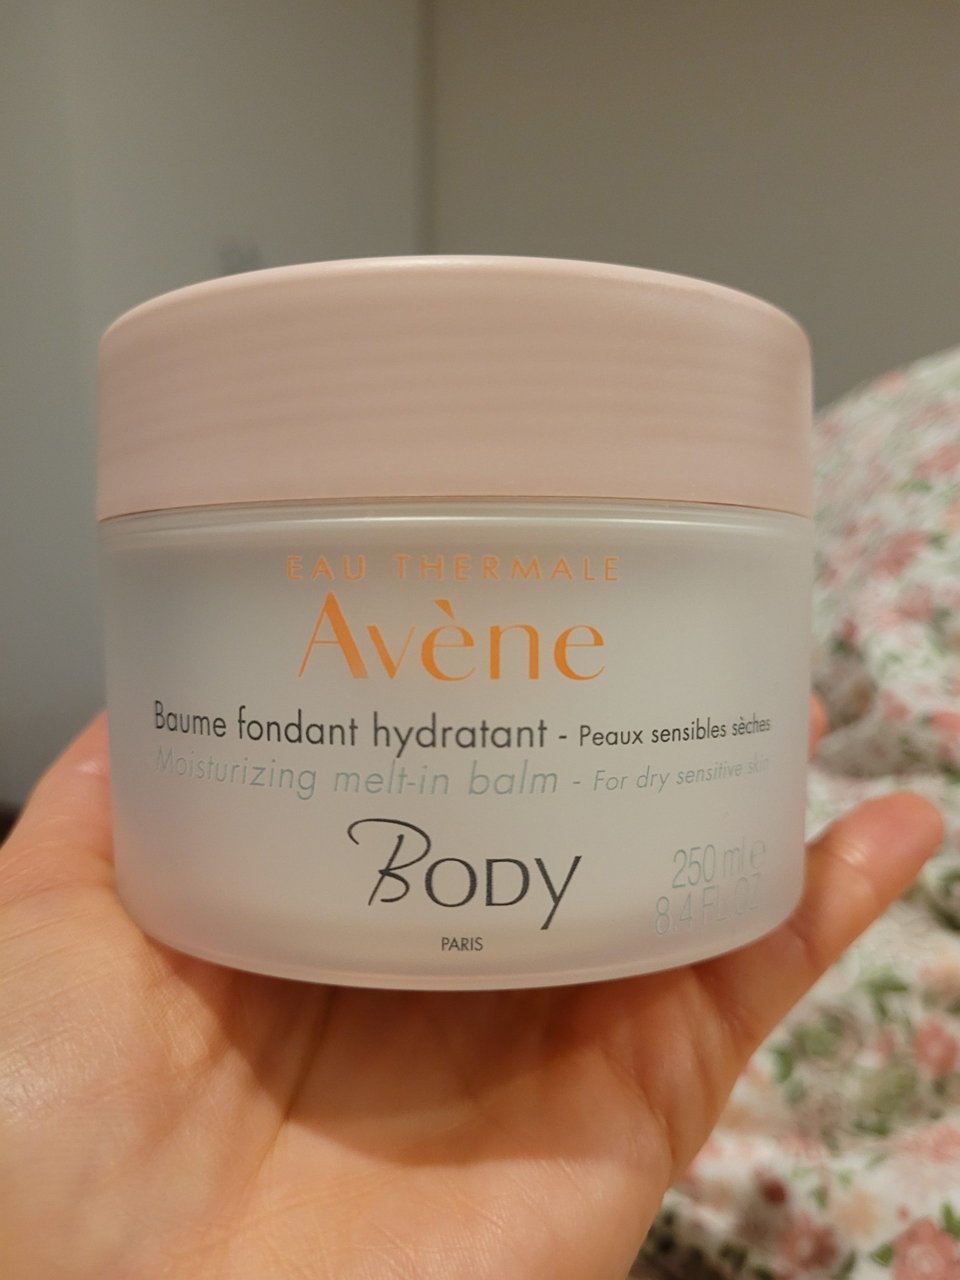 EAU THERMALE
Avène
Baume fondant hydratant - Peaux sensibles sèches
Moisturizing melt-in balm - For dry sensitive skin
BODY
PARIS
250 ml e
8.4 FL.OZ